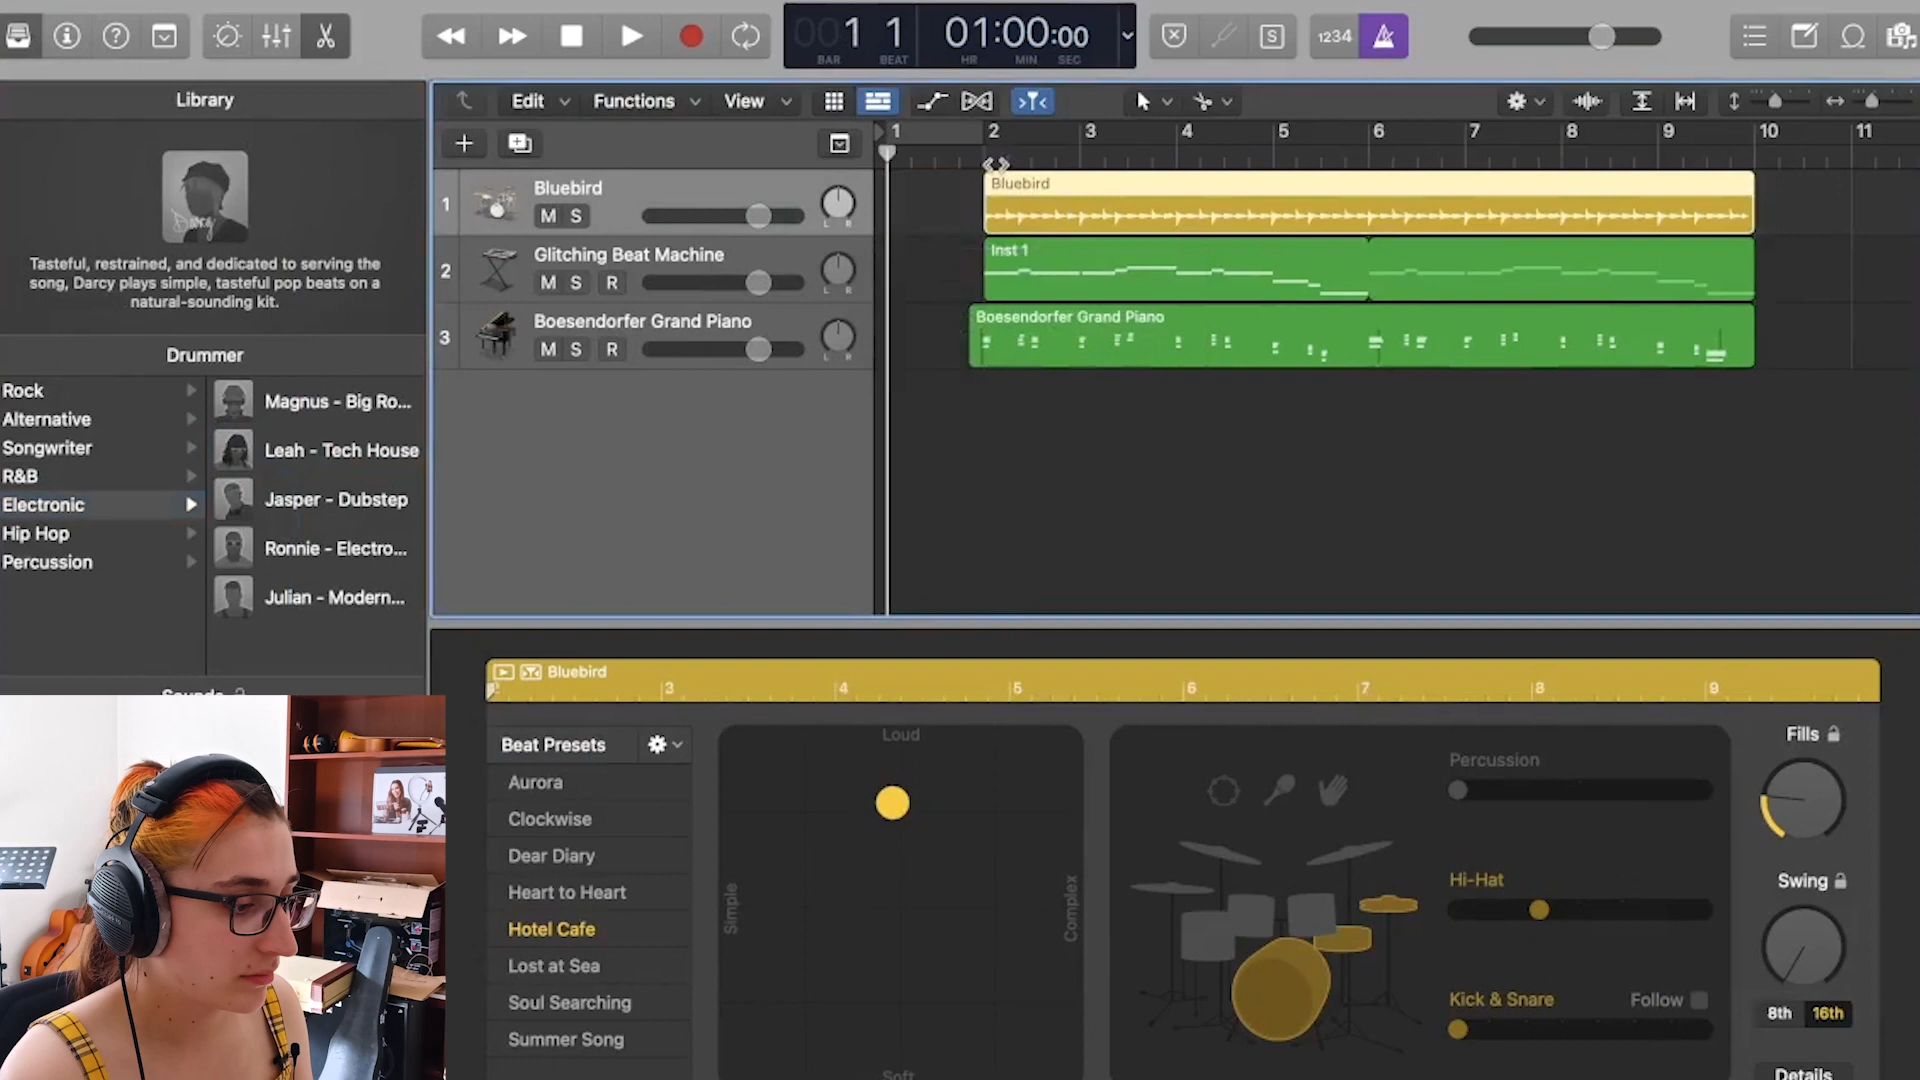 001 1
BAR
BEAT
01:00:00
HR
MIN
SEC
1234
Library
Edit
Functions
View
1
2
3
4
5
6
7
8
9
10
11
Darcy
Tasteful, restrained, and dedicated to serving the
song, Darcy plays simple, tasteful pop beats on a
natural-sounding kit.
1
Bluebird
M S
L R
Bluebird
2
Glitching Beat Machine
M S R
L R
Inst 1
3
Boesendorfer Grand Piano
M S R
L R
Boesendorfer Grand Piano
Drummer
Rock
Alternative
Songwriter
R&B
Electronic
Hip Hop
Percussion
Magnus - Big Ro...
Leah - Tech House
Jasper - Dubstep
Ronnie - Electro...
Julian - Modern...
Sounds
Bluebird
3
4
5
6
7
8
9
Beat Presets
Aurora
Clockwise
Dear Diary
Heart to Heart
Hotel Cafe
Lost at Sea
Soul Searching
Summer Song
Loud
Simple
Complex
Soft
Percussion
Hi-Hat
Kick & Snare
Follow
Fills
Swing
8th
16th
Details